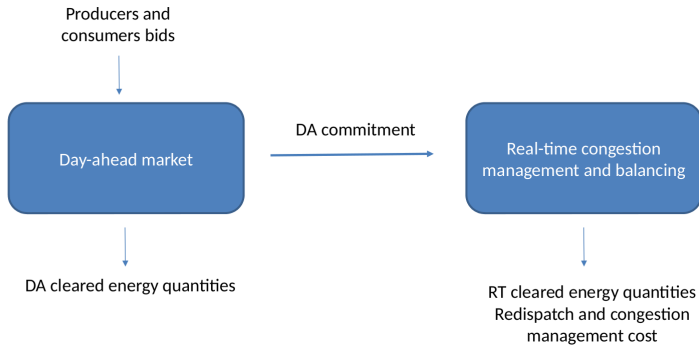 Producers and
consumers bids
Day-ahead market
DA commitment
Real-time congestion
management and balancing
DA cleared energy quantities
RT cleared energy quantities
Redispatch and congestion
management cost